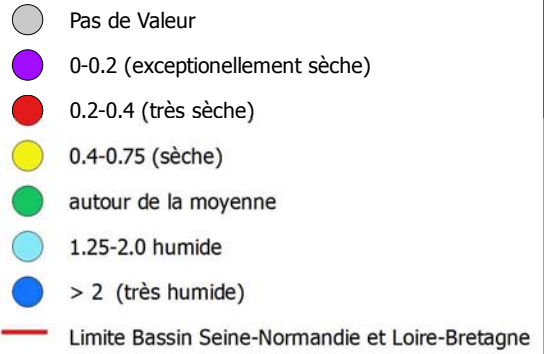 Pas de Valeur
0-0.2 (exceptionellement sèche)
0.2-0.4 (très sèche)
0.4-0.75 (sèche)
autour de la moyenne
1.25-2.0 humide
> 2 (très humide)
Limite Bassin Seine-Normandie et Loire-Bretagne